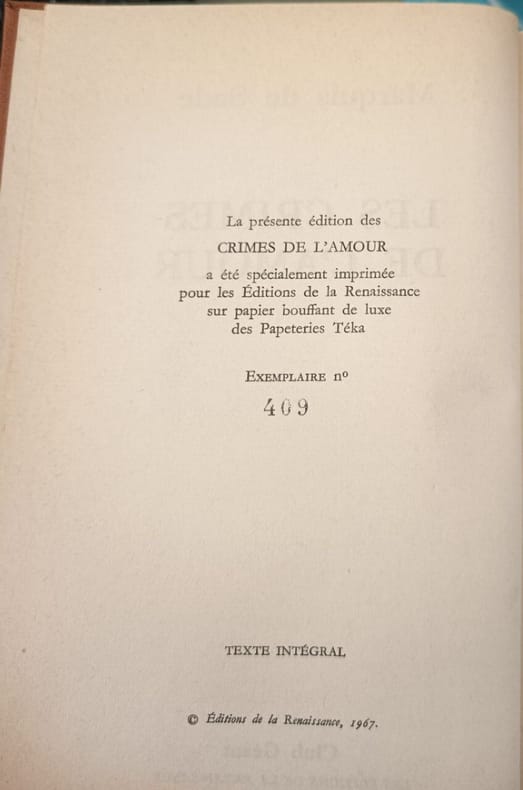 La présente édition des
CRIMES DE L'AMOUR
a été spécialement imprimée
pour les Éditions de la Renaissance
sur papier bouffant de luxe
des Papeteries Téka
EXEMPLAIRE nº
409
TEXTE INTÉGRAL
© Éditions de la Renaissance, 1967.